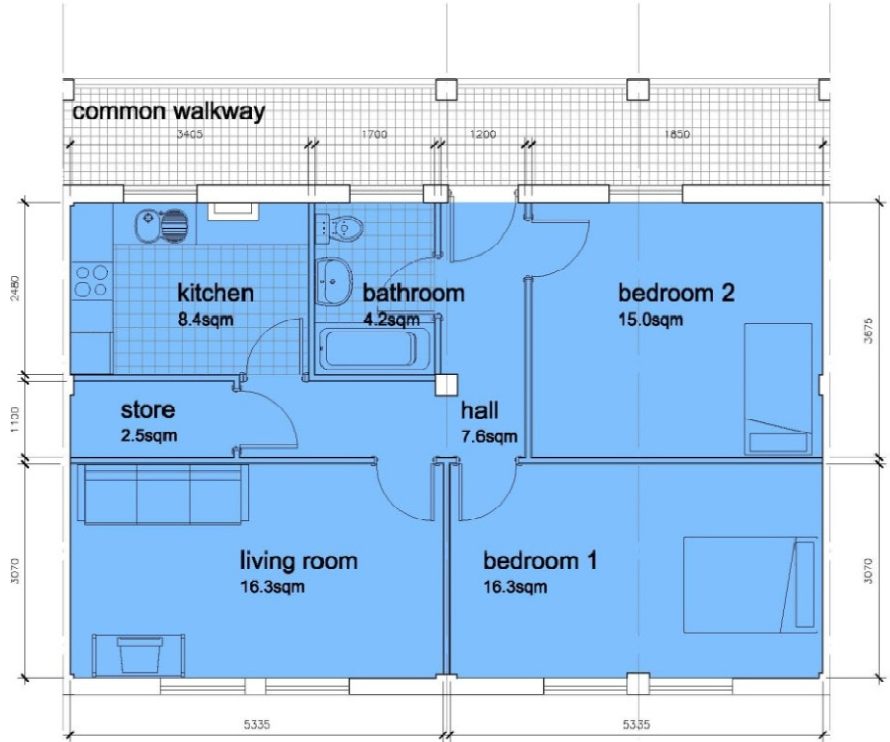 common walkway
3405
1700
1200
1850
2480
kitchen
8.4sqm
bathroom
4.2sqm
bedroom 2
15.0sqm
3675
1100
store
2.5sqm
hall
7.6sqm
3070
living room
16.3sqm
bedroom 1
16.3sqm
3070
5335
5335